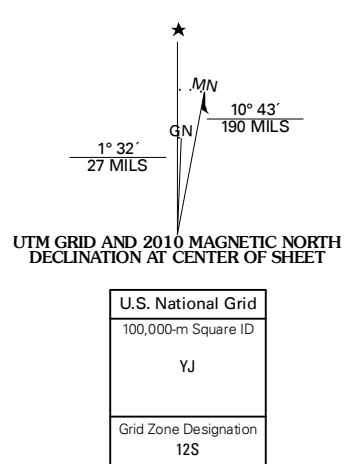 ★
MN
10° 43´
190 MILS
GN
1° 32´
27 MILS
UTM GRID AND 2010 MAGNETIC NORTH
DECLINATION AT CENTER OF SHEET
U.S. National Grid
100,000-m Square ID
YJ
Grid Zone Designation
12S